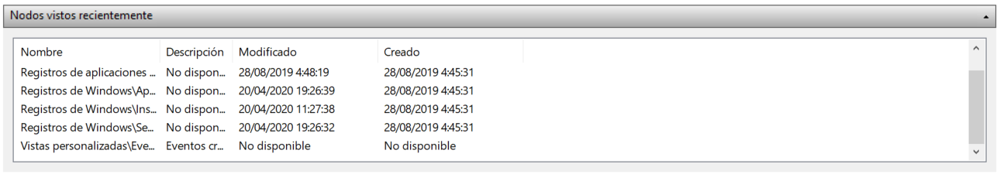 Nodos vistos recientemente
Nombre Descripción Modificado Creado
Registros de aplicaciones ... No dispon... 28/08/2019 4:48:19 28/08/2019 4:45:31
Registros de Windows\Ap... No dispon... 20/04/2020 19:26:39 28/08/2019 4:45:31
Registros de Windows\Ins... No dispon... 20/04/2020 11:27:38 28/08/2019 4:45:31
Registros de Windows\Se... No dispon... 20/04/2020 19:26:32 28/08/2019 4:45:31
Vistas personalizadas\Eve... Eventos cr... No disponible No disponible